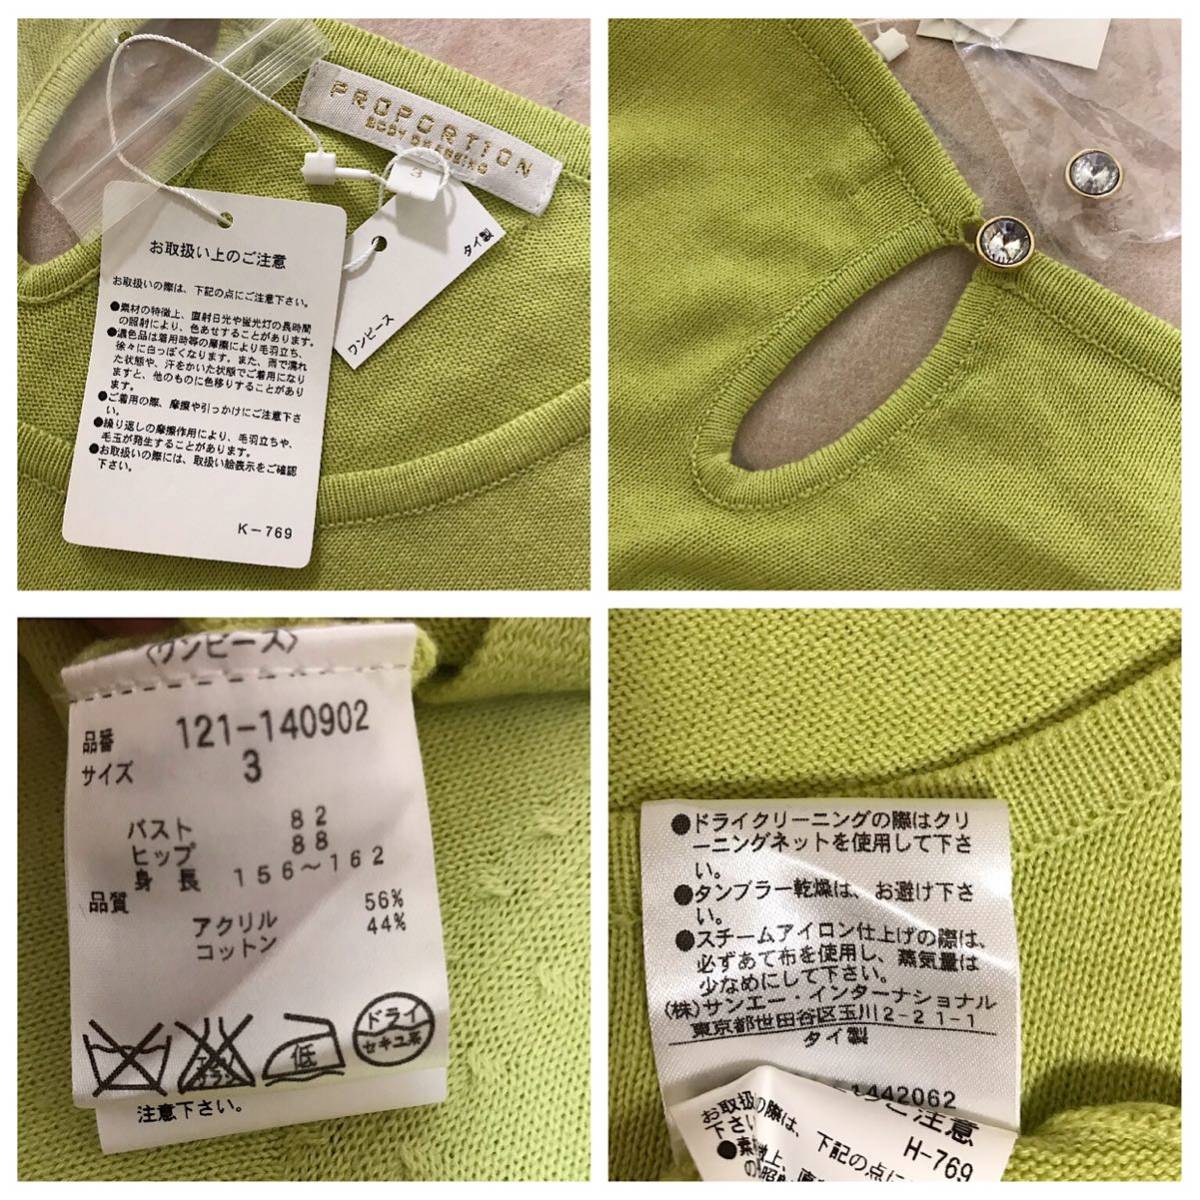 PROPORTION
BODY DRESSING
3
お取扱い上のご注意
お取扱いの際は、下記の点にご注意下さい。
●素材の特徴上、直射日光や蛍光灯の長時間
の照射により、色あせすることがあります。
●濃色品は着用時等の摩擦により毛羽立ち、
徐々に白っぽくなります。また、雨で濡れ
た状態や、汗をかいた状態でご着用になり
ますと、他のものに色移りすることがあり
ます。
●ご着用の際、摩擦や引っかけにご注意下さ
い。
●繰り返しの摩擦作用により、毛羽立ちや、
毛玉が発生することがあります。
●お取扱いの際には、取扱い絵表示をご確認
下さい。
K-769
タイ製
ワンピース
〈ワンピース〉
品番 121-140902
サイズ 3
バスト 82
ヒップ 88
身長 156~162
品質
アクリル 56%
コットン 44%
低
ドライ
セキユ系
注意下さい。
●ドライクリーニングの際はクリ
ーニングネットを使用して下さ
い。
●タンブラー乾燥は、お避け下さ
い。
●スチームアイロン仕上げの際は、
必ずあて布を使用し、蒸気量は
少なめにして下さい。
(株)サンエー・インターナショナル
東京都世田谷区玉川2-21-1
タイ製
1442062
ご注意
お取扱の際は、下記の点に
下さい
H-769